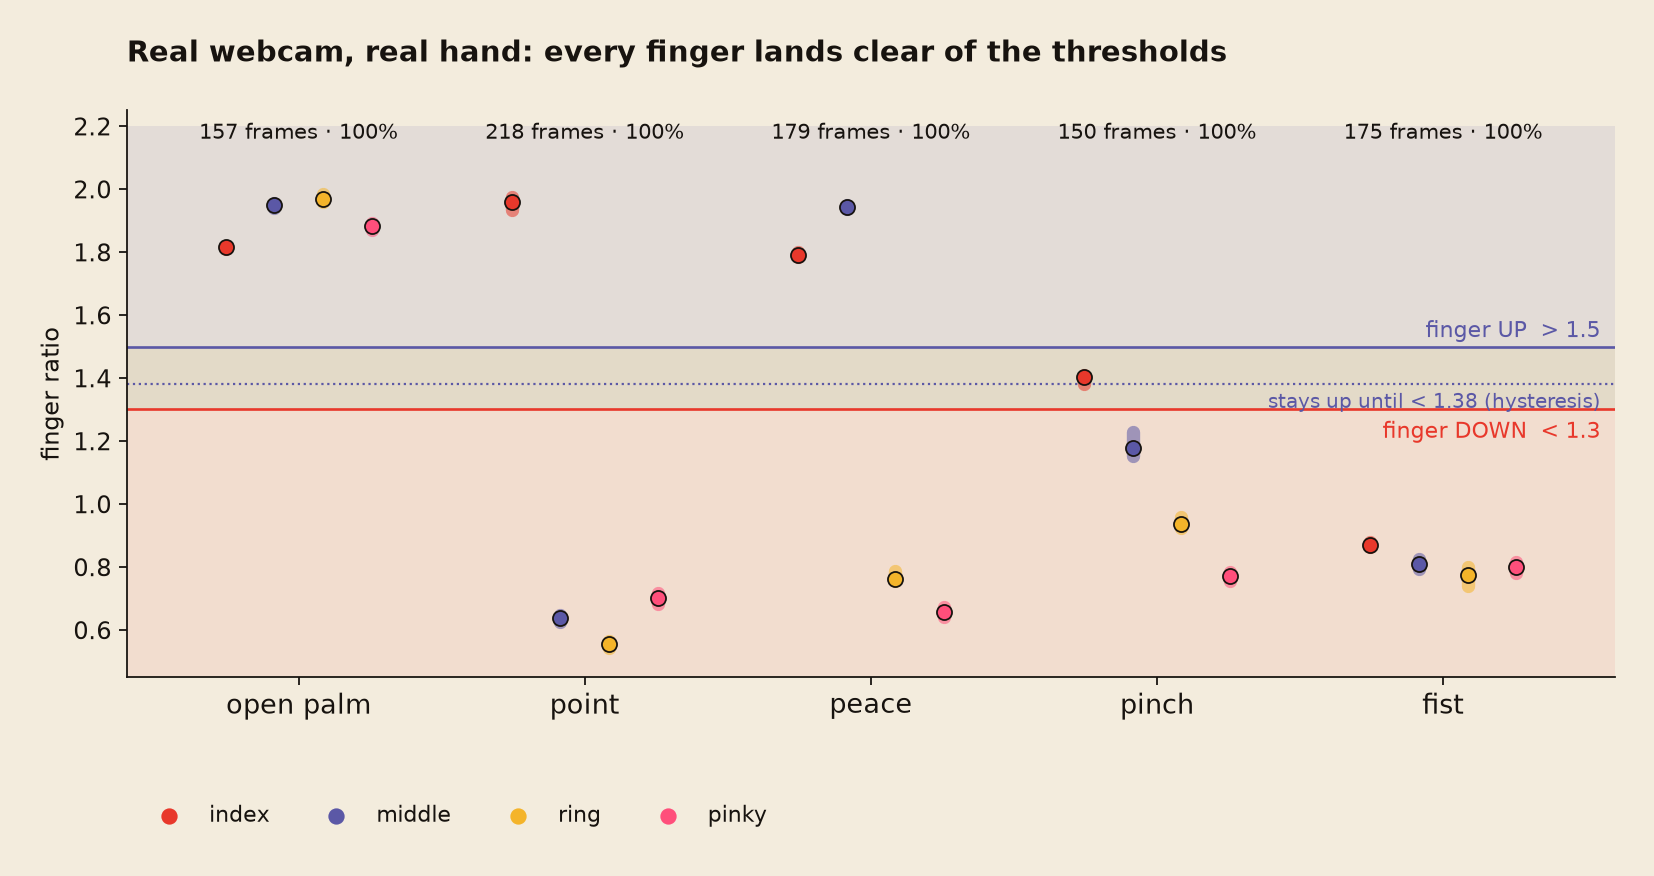 Real webcam, real hand: every finger lands clear of the thresholds
157 frames · 100%
218 frames · 100%
179 frames · 100%
150 frames · 100%
175 frames · 100%
finger ratio
2.2
2.0
1.8
1.6
1.4
1.2
1.0
0.8
0.6
finger UP > 1.5
stays up until < 1.38 (hysteresis)
finger DOWN < 1.3
open palm
point
peace
pinch
fist
index
middle
ring
pinky